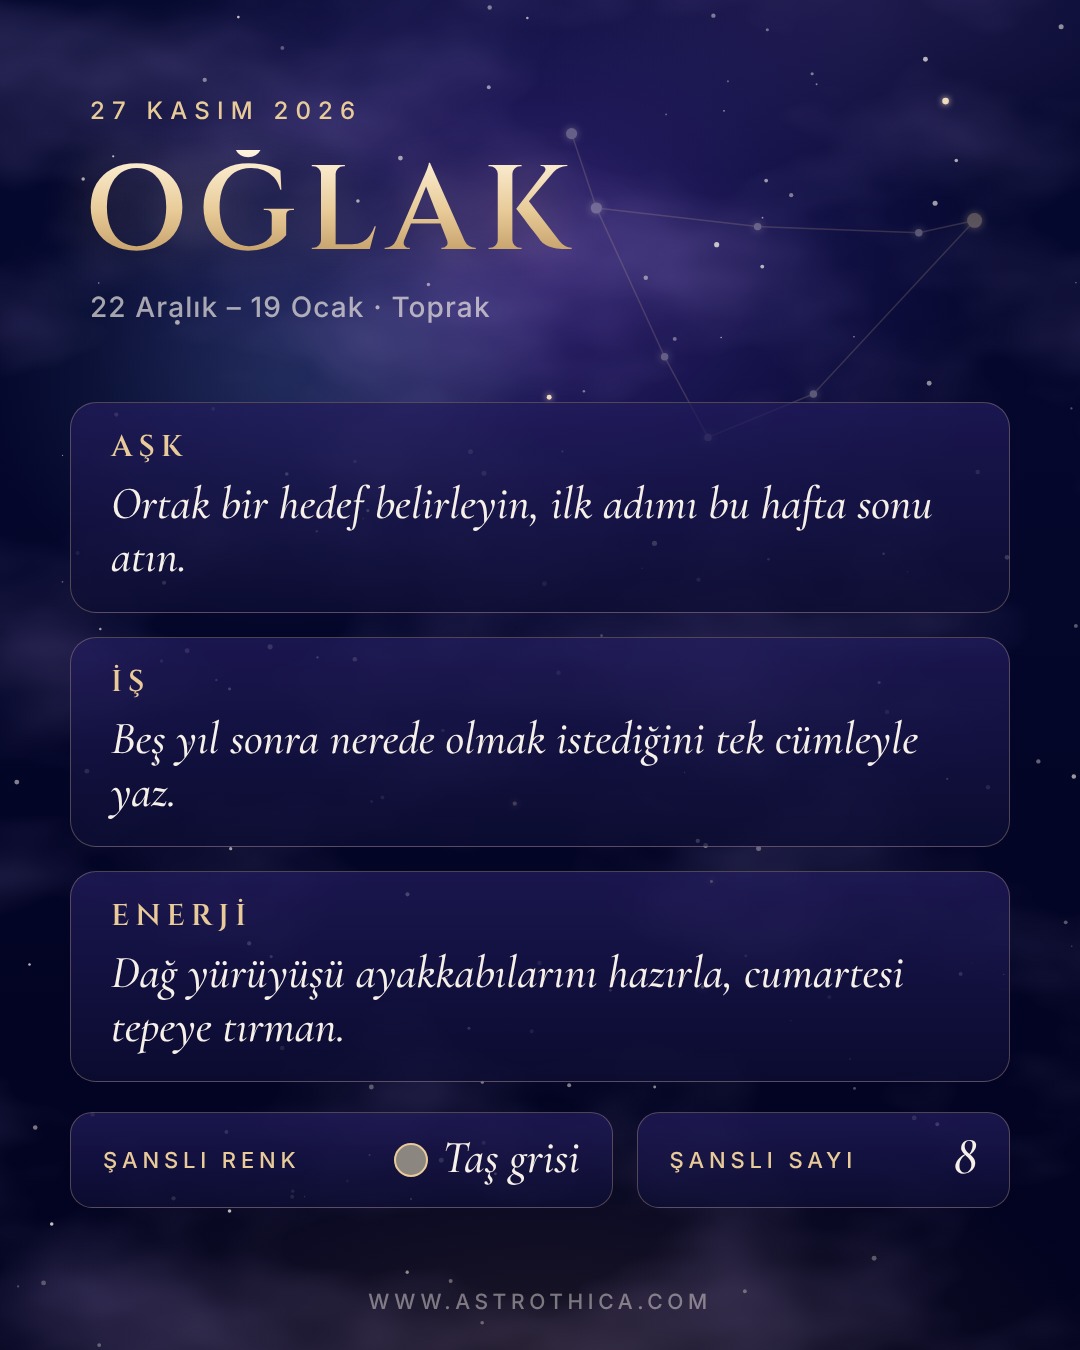 27 KASIM 2026
OĞLAK
22 Aralık – 19 Ocak · Toprak
AŞK
Ortak bir hedef belirleyin, ilk adımı bu hafta sonu
atın.
İŞ
Beş yıl sonra nerede olmak istediğini tek cümleyle
yaz.
ENERJİ
Dağ yürüyüşü ayakkabılarını hazırla, cumartesi
tepeye tırman.
ŞANSLI RENK
Taş grisi
ŞANSLI SAYI
8
WWW.ASTROTHICA.COM